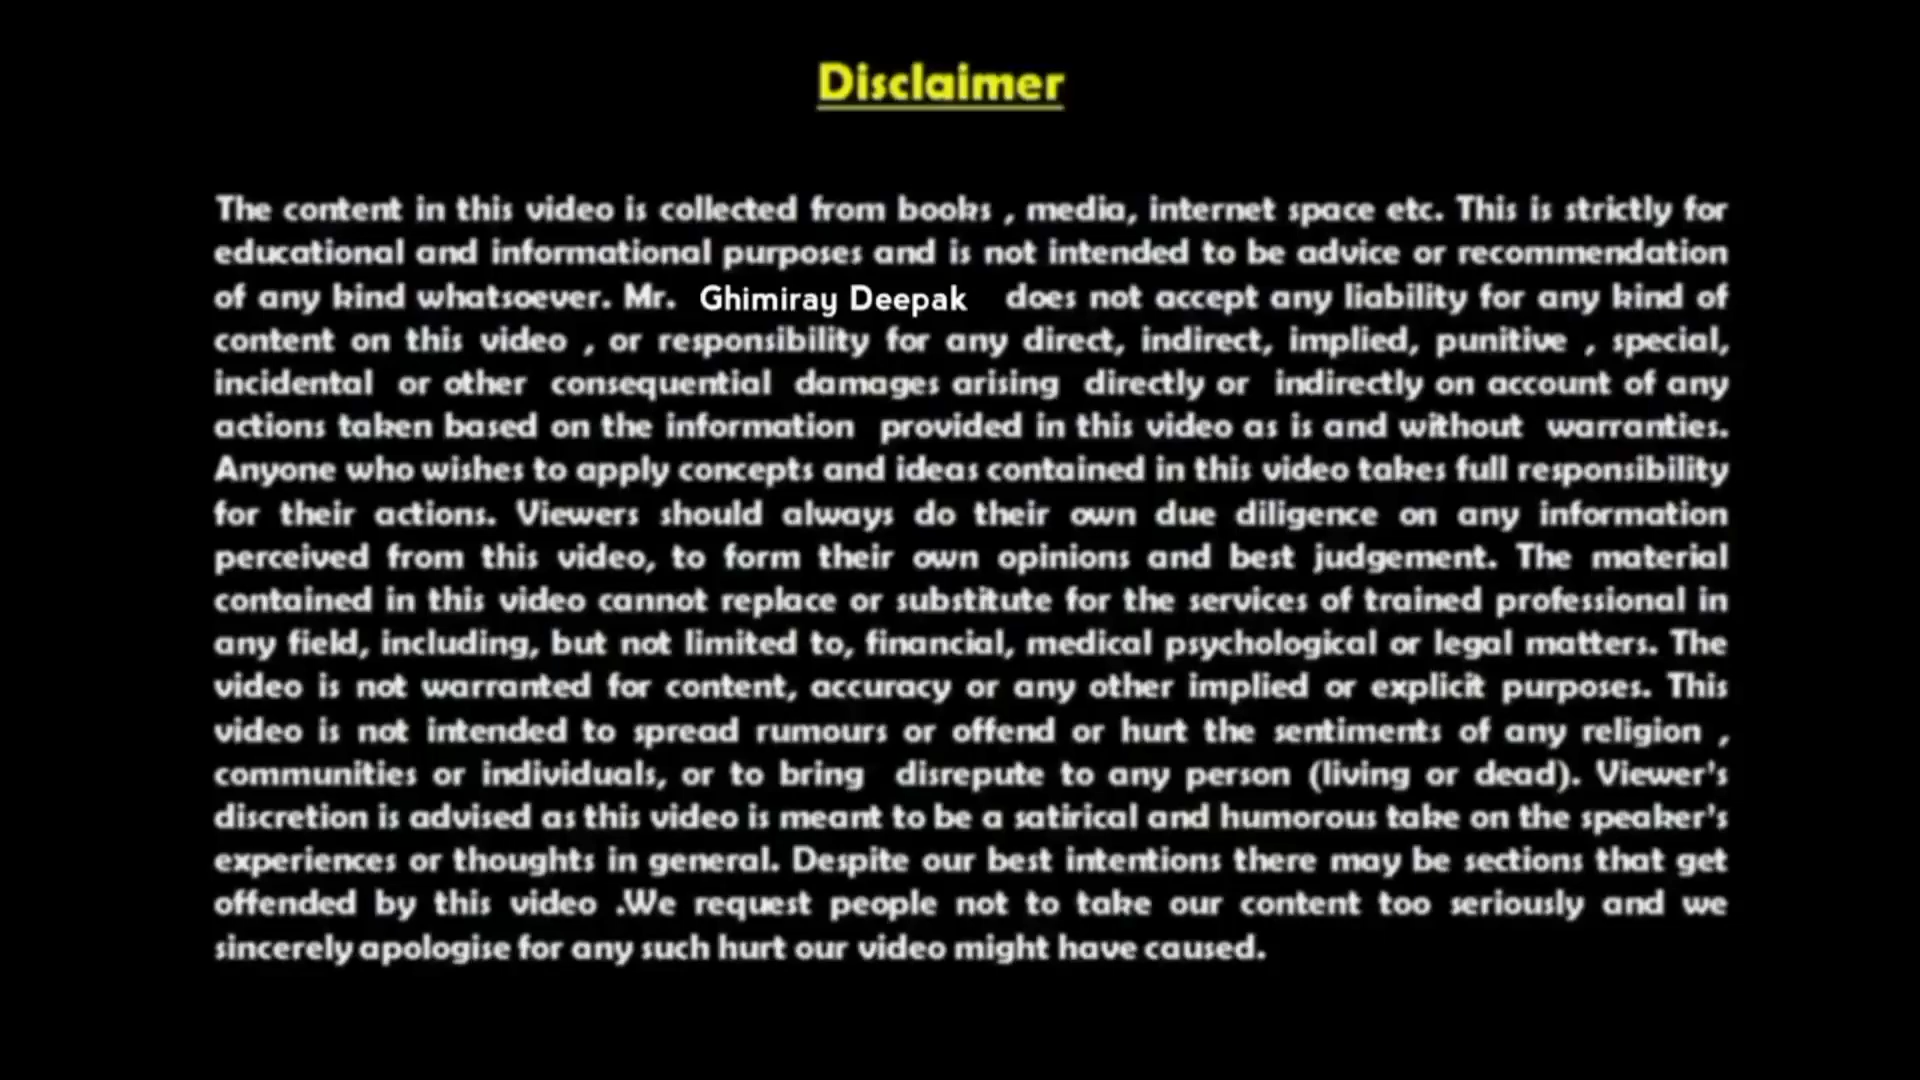 Disclaimer
The content in this video is collected from books , media, internet space etc. This is strictly for
educational and informational purposes and is not intended to be advice or recommendation
of any kind whatsoever. Mr. Ghimiray Deepak does not accept any liability for any kind of
content on this video , or responsibility for any direct, indirect, implied, punitive , special,
incidental or other consequential damages arising directly or indirectly on account of any
actions taken based on the information provided in this video as is and without warranties.
Anyone who wishes to apply concepts and ideas contained in this video takes full responsibility
for their actions. Viewers should always do their own due diligence on any information
perceived from this video, to form their own opinions and best judgement. The material
contained in this video cannot replace or substitute for the services of trained professional in
any field, including, but not limited to, financial, medical psychological or legal matters. The
video is not warranted for content, accuracy or any other implied or explicit purposes. This
video is not intended to spread rumours or offend or hurt the sentiments of any religion ,
communities or individuals, or to bring disrepute to any person (living or dead). Viewer's
discretion is advised as this video is meant to be a satirical and humorous take on the speaker's
experiences or thoughts in general. Despite our best intentions there may be sections that get
offended by this video .We request people not to take our content too seriously and we
sincerely apologise for any such hurt our video might have caused.